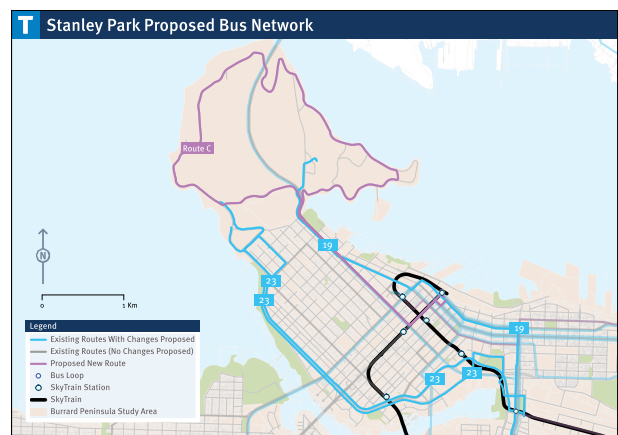 T Stanley Park Proposed Bus Network
Route C
19
N
23
23
0 1 Km
19
23
23
Legend
Existing Routes With Changes Proposed
Existing Routes (No Changes Proposed)
Proposed New Route
Bus Loop
SkyTrain Station
SkyTrain
Burrard Peninsula Study Area